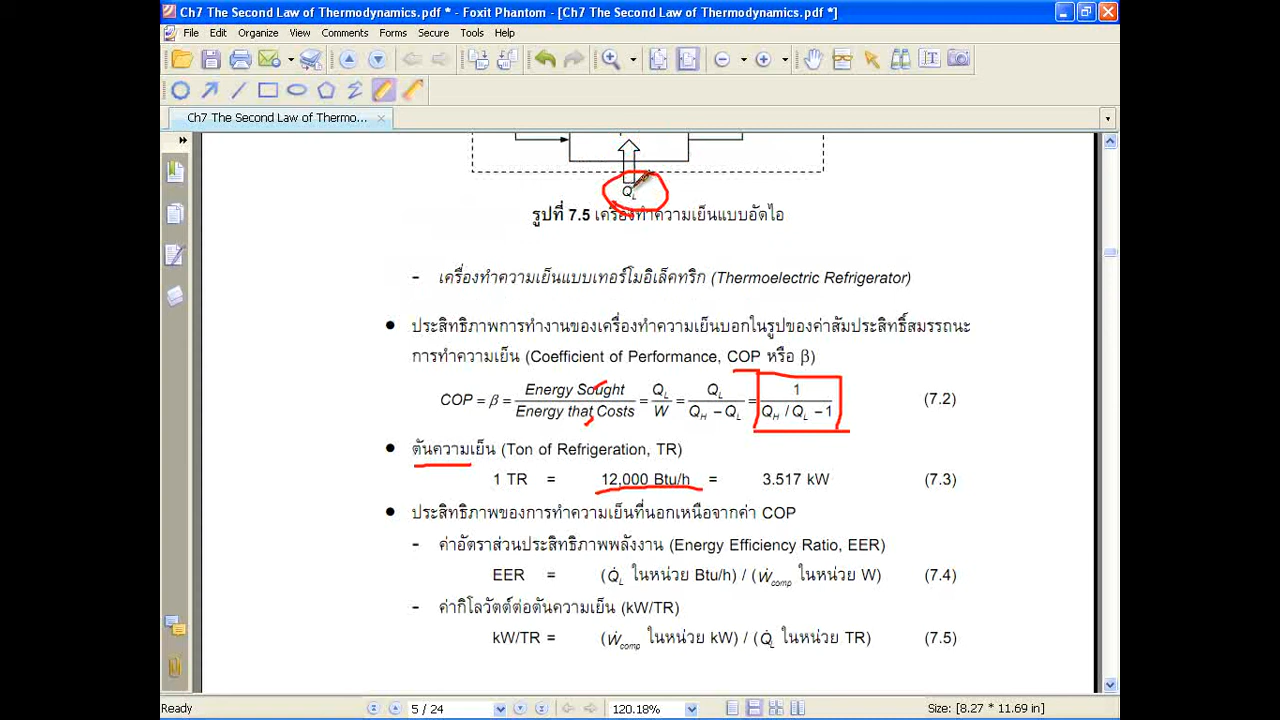 Ch7 The Second Law of Thermodynamics.pdf * - Foxit Phantom - [Ch7 The Second Law of Thermodynamics.pdf *]
File Edit Organize View Comments Forms Secure Tools Help
Ch7 The Second Law of Thermo...
QL
รูปที่ 7.5 เครื่องทำความเย็นแบบอัดไอ
- เครื่องทำความเย็นแบบเทอร์โมอิเล็คทริก (Thermoelectric Refrigerator)
● ประสิทธิภาพการทำงานของเครื่องทำความเย็นบอกในรูปของค่าสัมประสิทธิ์สมรรถนะ
การทำความเย็น (Coefficient of Performance, COP หรือ β)
COP = β = Energy Sought / Energy that Costs = QL / W = QL / (QH − QL) = 1 / (QH / QL − 1) (7.2)
● ตันความเย็น (Ton of Refrigeration, TR)
1 TR = 12,000 Btu/h = 3.517 kW (7.3)
● ประสิทธิภาพของการทำความเย็นที่นอกเหนือจากค่า COP
- ค่าอัตราส่วนประสิทธิภาพพลังงาน (Energy Efficiency Ratio, EER)
EER = (Q̇L ในหน่วย Btu/h) / (Ẇcomp ในหน่วย W) (7.4)
- ค่ากิโลวัตต์ต่อตันความเย็น (kW/TR)
kW/TR = (Ẇcomp ในหน่วย kW) / (Q̇L ในหน่วย TR) (7.5)
Ready 5 / 24 120.18% Size: [8.27 * 11.69 in]